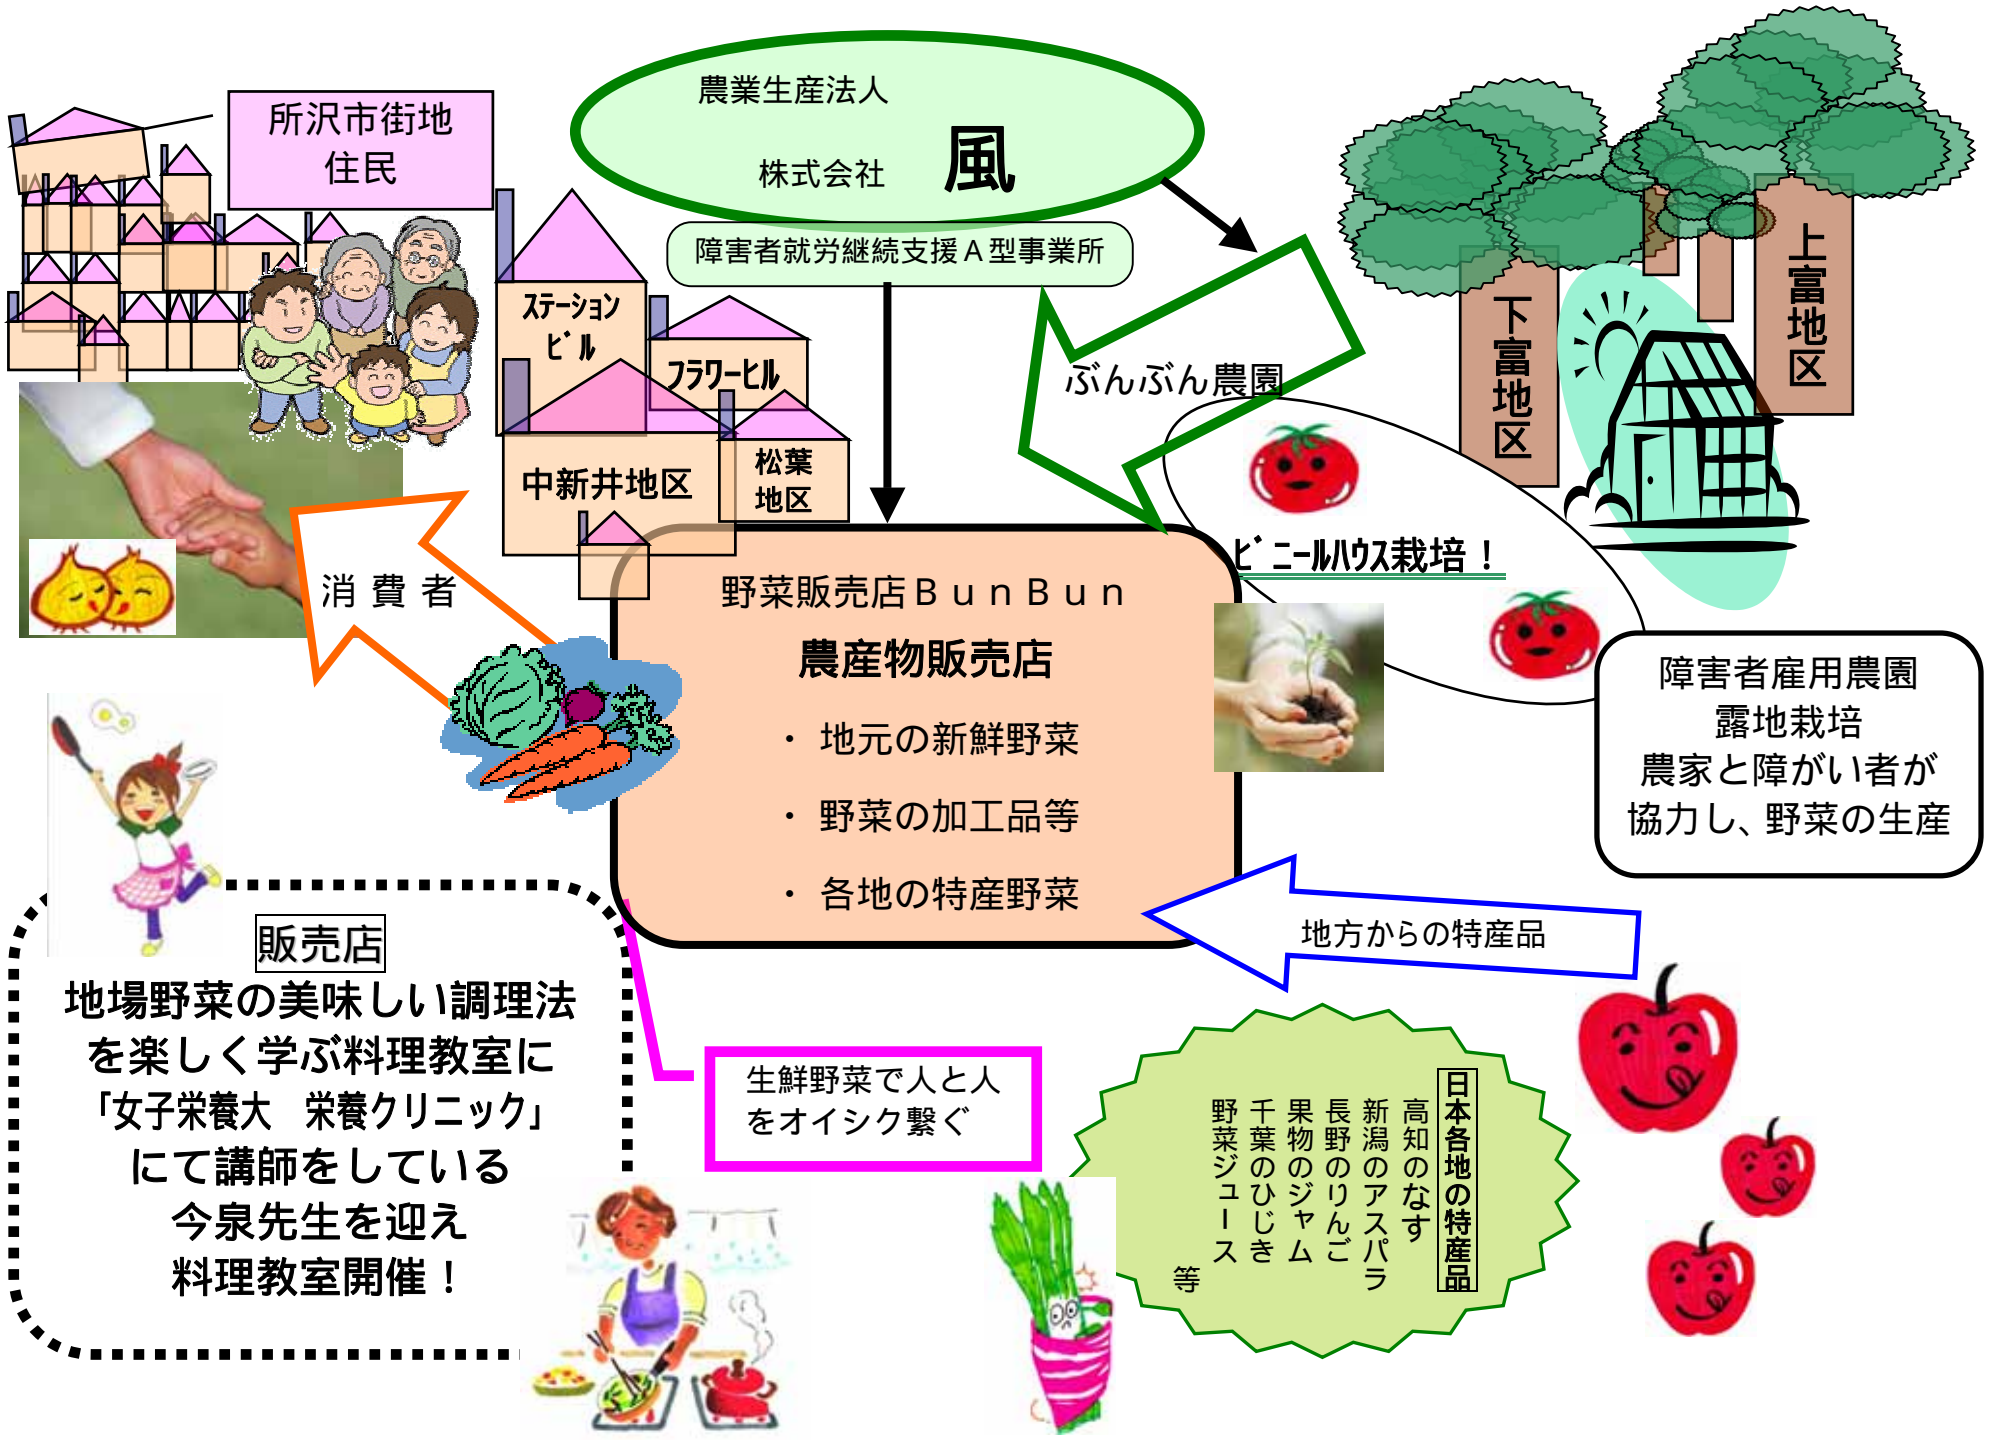 農業生産法人
株式会社 風
障害者就労継続支援A型事業所
所沢市街地
住民
ステーション
ビル
フラワーヒル
中新井地区
松葉
地区
下富地区
上富地区
ぶんぶん農園
ビニールハウス栽培！
消費者
野菜販売店BunBun
農産物販売店
・ 地元の新鮮野菜
・ 野菜の加工品等
・ 各地の特産野菜
障害者雇用農園
露地栽培
農家と障がい者が
協力し、野菜の生産
地方からの特産品
販売店
地場野菜の美味しい調理法
を楽しく学ぶ料理教室に
「女子栄養大　栄養クリニック」
にて講師をしている
今泉先生を迎え
料理教室開催！
生鮮野菜で人と人
をオイシク繋ぐ
日本各地の特産品
高知のなす
新潟のアスパラ
長野のりんご
果物のジャム
千葉のひじき
野菜ジュース
等